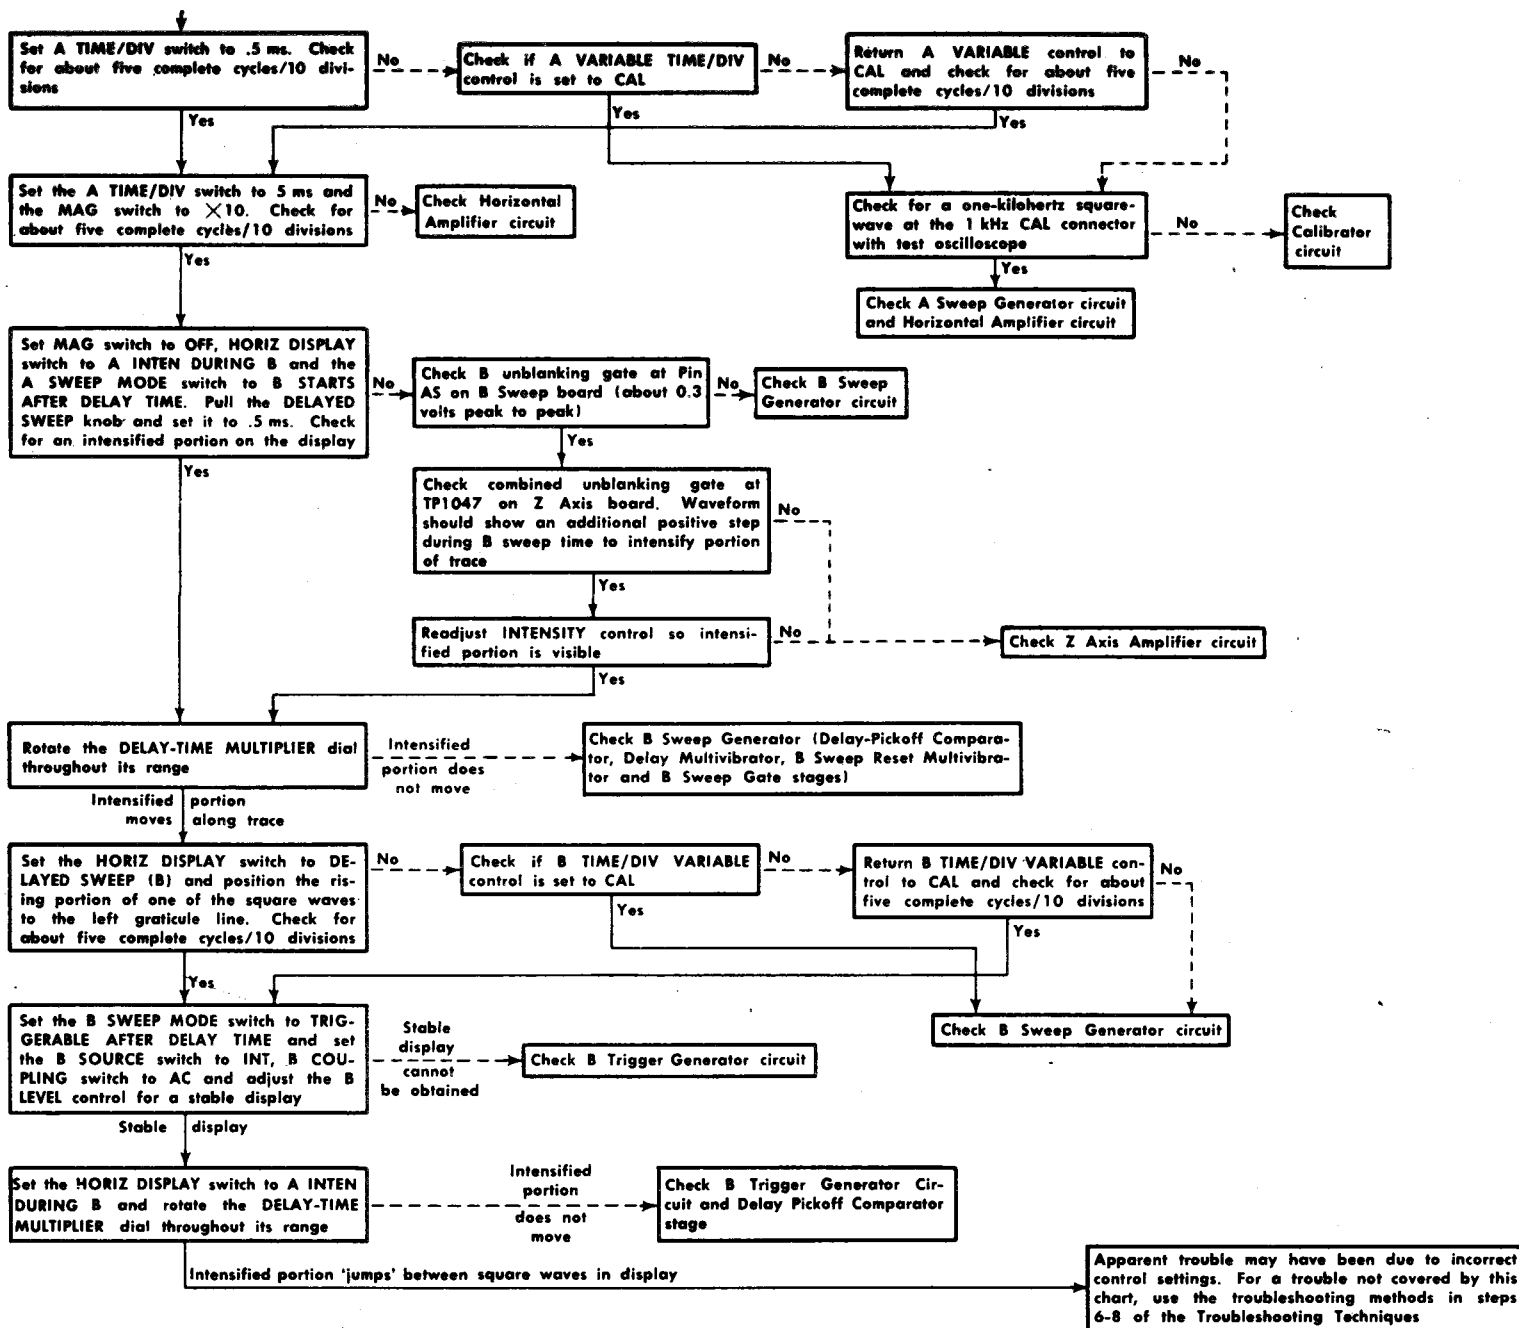 Set A TIME/DIV switch to .5 ms. Check
for about five complete cycles/10 divi-
sions
No
Check if A VARIABLE TIME/DIV
control is set to CAL
No
Return A VARIABLE control to
CAL and check for about five
complete cycles/10 divisions
No
Yes
Yes
Yes
Set the A TIME/DIV switch to 5 ms and
the MAG switch to ×10. Check for
about five complete cycles/10 divisions
No
Check Horizontal
Amplifier circuit
Check for a one-kilohertz square-
wave at the 1 kHz CAL connector
with test oscilloscope
No
Check
Calibrator
circuit
Yes
Yes
Check A Sweep Generator circuit
and Horizontal Amplifier circuit
Set MAG switch to OFF, HORIZ DISPLAY
switch to A INTEN DURING B and the
A SWEEP MODE switch to B STARTS
AFTER DELAY TIME. Pull the DELAYED
SWEEP knob and set it to .5 ms. Check
for an intensified portion on the display
No
Check B unblanking gate at Pin
AS on B Sweep board (about 0.3
volts peak to peak)
No
Check B Sweep
Generator circuit
Yes
Yes
Check combined unblanking gate at
TP1047 on Z Axis board. Waveform
should show an additional positive step
during B sweep time to intensify portion
of trace
No
Yes
Readjust INTENSITY control so intensi-
fied portion is visible
No
Check Z Axis Amplifier circuit
Yes
Rotate the DELAY-TIME MULTIPLIER dial
throughout its range
Intensified
portion does
not move
Check B Sweep Generator (Delay-Pickoff Compara-
tor, Delay Multivibrator, B Sweep Reset Multivibra-
tor and B Sweep Gate stages)
Intensified portion
moves along trace
Set the HORIZ DISPLAY switch to DE-
LAYED SWEEP (B) and position the ris-
ing portion of one of the square waves
to the left graticule line. Check for
about five complete cycles/10 divisions
No
Check if B TIME/DIV VARIABLE
control is set to CAL
No
Return B TIME/DIV VARIABLE con-
trol to CAL and check for about
five complete cycles/10 divisions
No
Yes
Yes
Yes
Set the B SWEEP MODE switch to TRIG-
GERABLE AFTER DELAY TIME and set
the B SOURCE switch to INT, B COU-
PLING switch to AC and adjust the B
LEVEL control for a stable display
Stable
display
cannot
be obtained
Check B Trigger Generator circuit
Check B Sweep Generator circuit
Stable display
Set the HORIZ DISPLAY switch to A INTEN
DURING B and rotate the DELAY-TIME
MULTIPLIER dial throughout its range
Intensified
portion
does not
move
Check B Trigger Generator Cir-
cuit and Delay Pickoff Comparator
stage
Intensified portion 'jumps' between square waves in display
Apparent trouble may have been due to incorrect
control settings. For a trouble not covered by this
chart, use the troubleshooting methods in steps
6-8 of the Troubleshooting Techniques